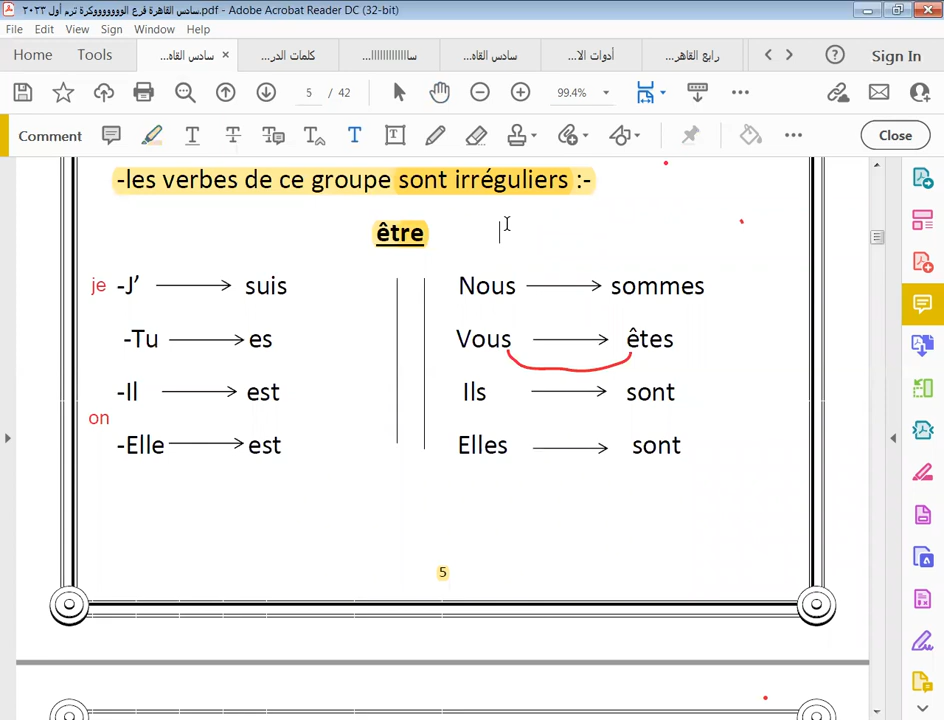 سادس القاهرة فرع الوووووووكرة ترم أول ٢٠٢٣.pdf - Adobe Acrobat Reader DC (32-bit)
File Edit View Sign Window Help
Home Tools سادس القاه... × كلمات الدر... ساااااااااااا... سادس القاه... أدوات الا... رابع القاهر... Sign In
5 / 42 99.4%
Comment Close
-les verbes de ce groupe sont irréguliers :-
être
je -J’ suis Nous sommes
-Tu es Vous êtes
-Il est Ils sont
on
-Elle est Elles sont
5